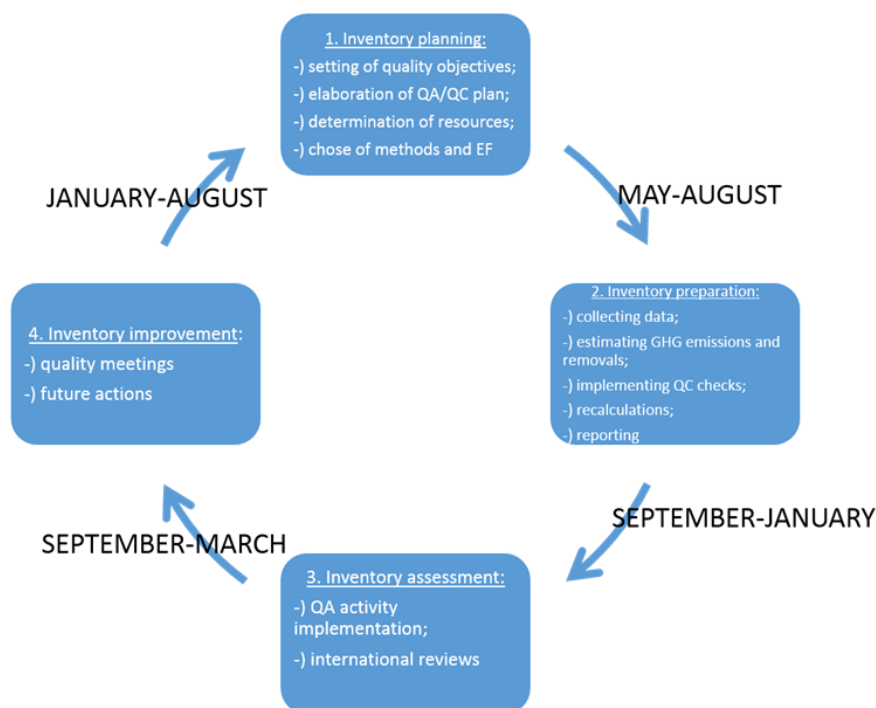 1. Inventory planning:
-) setting of quality objectives;
-) elaboration of QA/QC plan;
-) determination of resources;
-) chose of methods and EF
JANUARY-AUGUST
MAY-AUGUST
4. Inventory improvement:
-) quality meetings
-) future actions
2. Inventory preparation:
-) collecting data;
-) estimating GHG emissions and
removals;
-) implementing QC checks;
-) recalculations;
-) reporting
SEPTEMBER-MARCH
SEPTEMBER-JANUARY
3. Inventory assessment:
-) QA activity
implementation;
-) international reviews